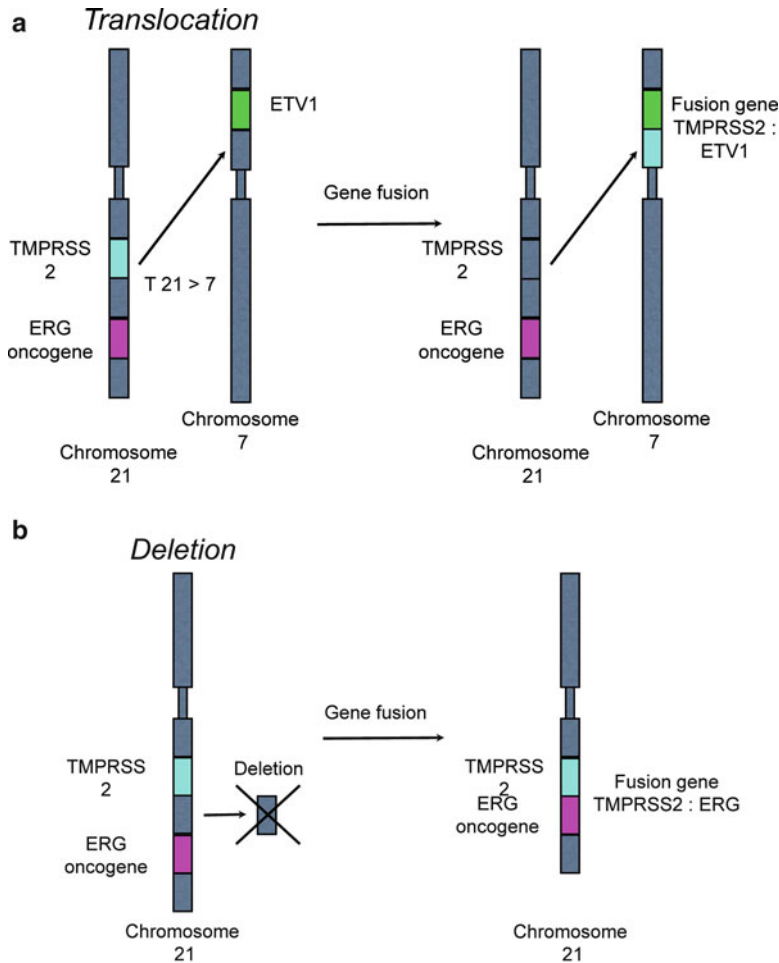 a
Translocation
ETV1
TMPRSS
2
T 21 > 7
ERG
oncogene
Chromosome
7
Chromosome
21
Gene fusion
Fusion gene
TMPRSS2 :
ETV1
TMPRSS
2
ERG
oncogene
Chromosome
7
Chromosome
21
b
Deletion
TMPRSS
2
Deletion
ERG
oncogene
Chromosome
21
Gene fusion
TMPRSS
2
ERG
oncogene
Fusion gene
TMPRSS2 : ERG
Chromosome
21